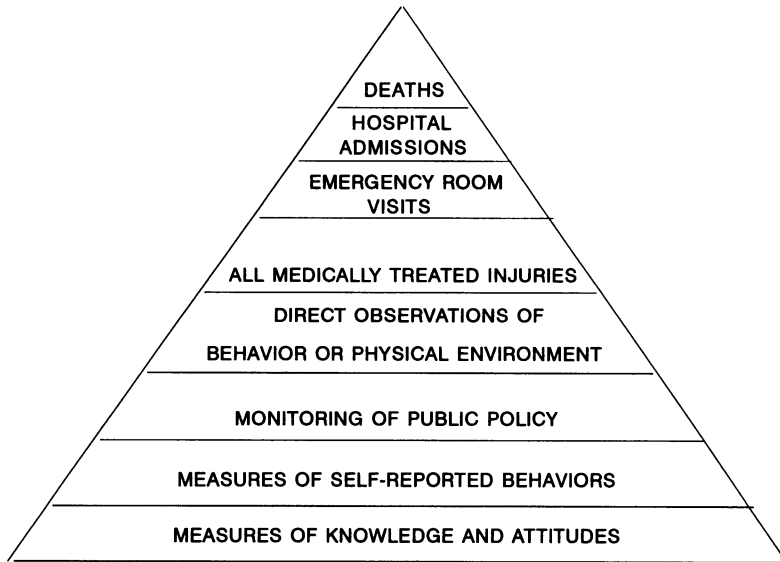 DEATHS
HOSPITAL
ADMISSIONS
EMERGENCY ROOM
VISITS
ALL MEDICALLY TREATED INJURIES
DIRECT OBSERVATIONS OF
BEHAVIOR OR PHYSICAL ENVIRONMENT
MONITORING OF PUBLIC POLICY
MEASURES OF SELF-REPORTED BEHAVIORS
MEASURES OF KNOWLEDGE AND ATTITUDES